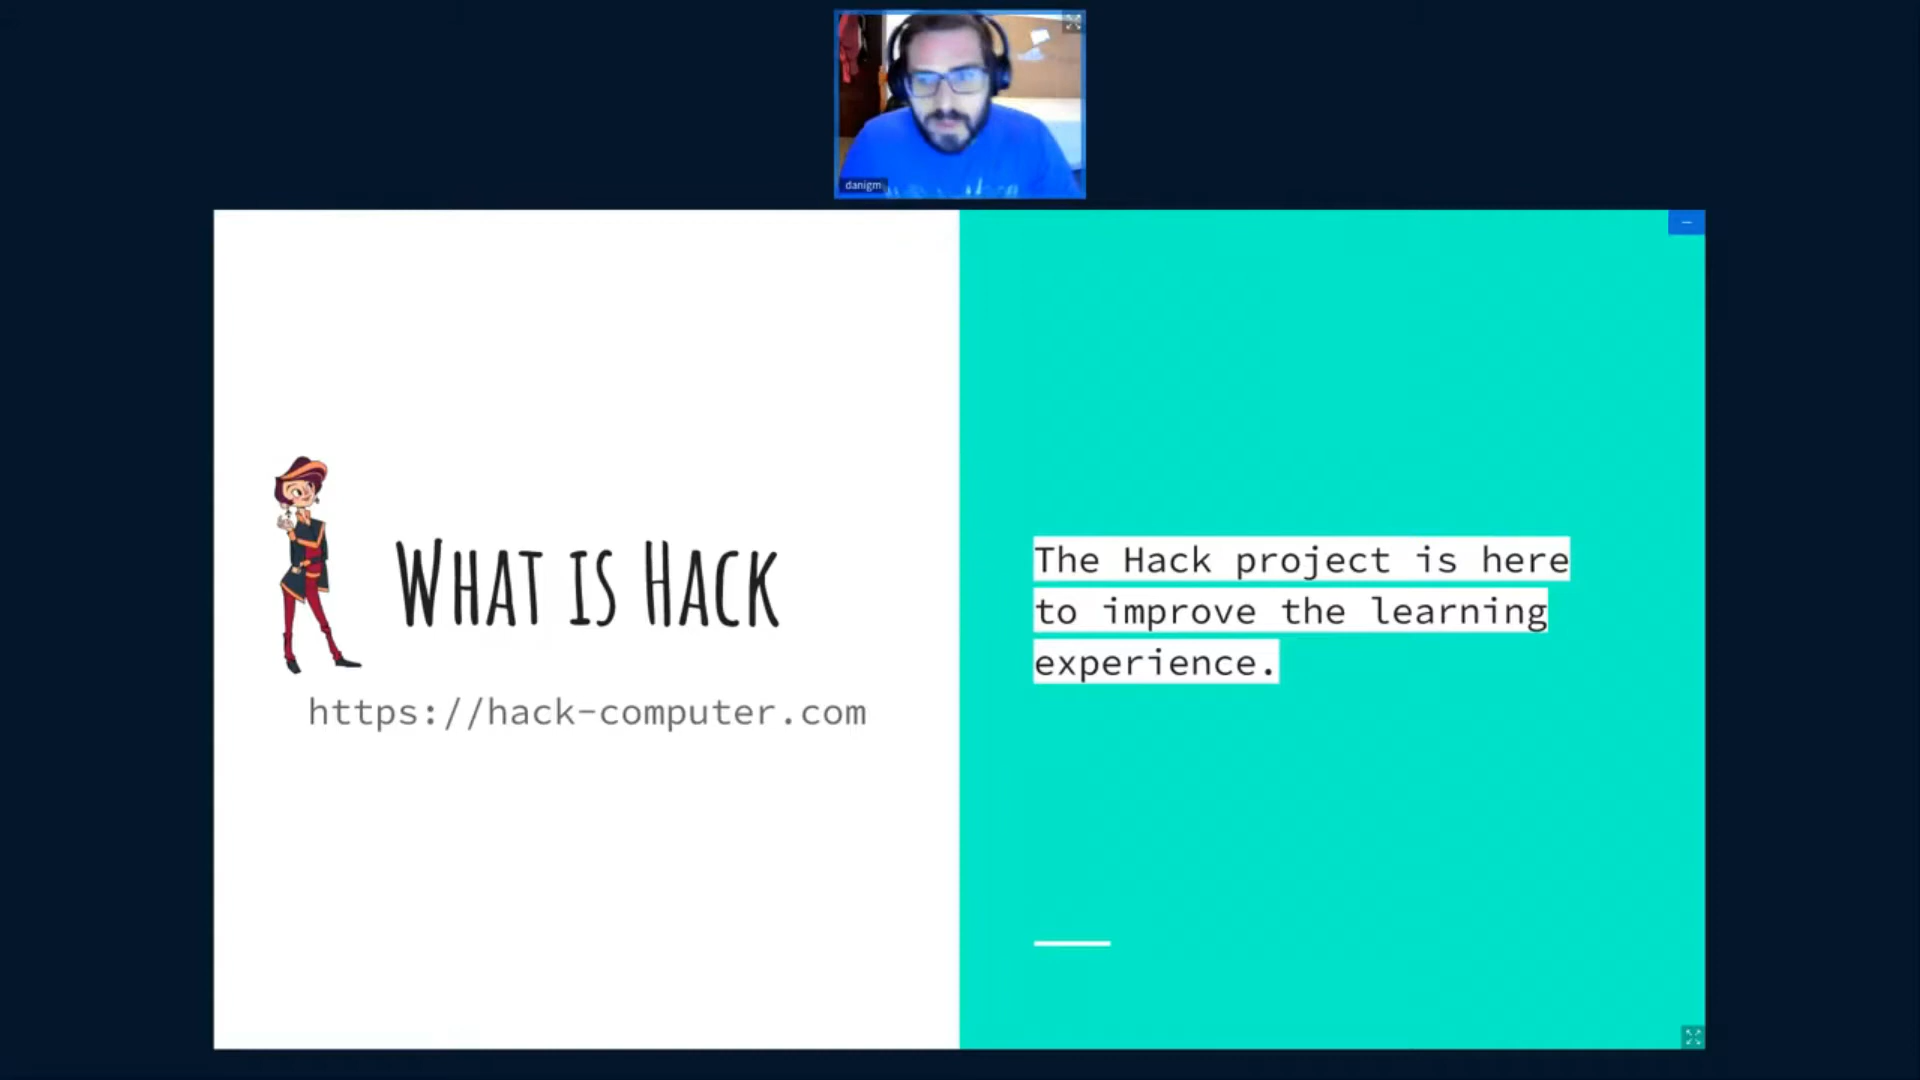 danigm
What is Hack
https://hack-computer.com
The Hack project is here
to improve the learning
experience.